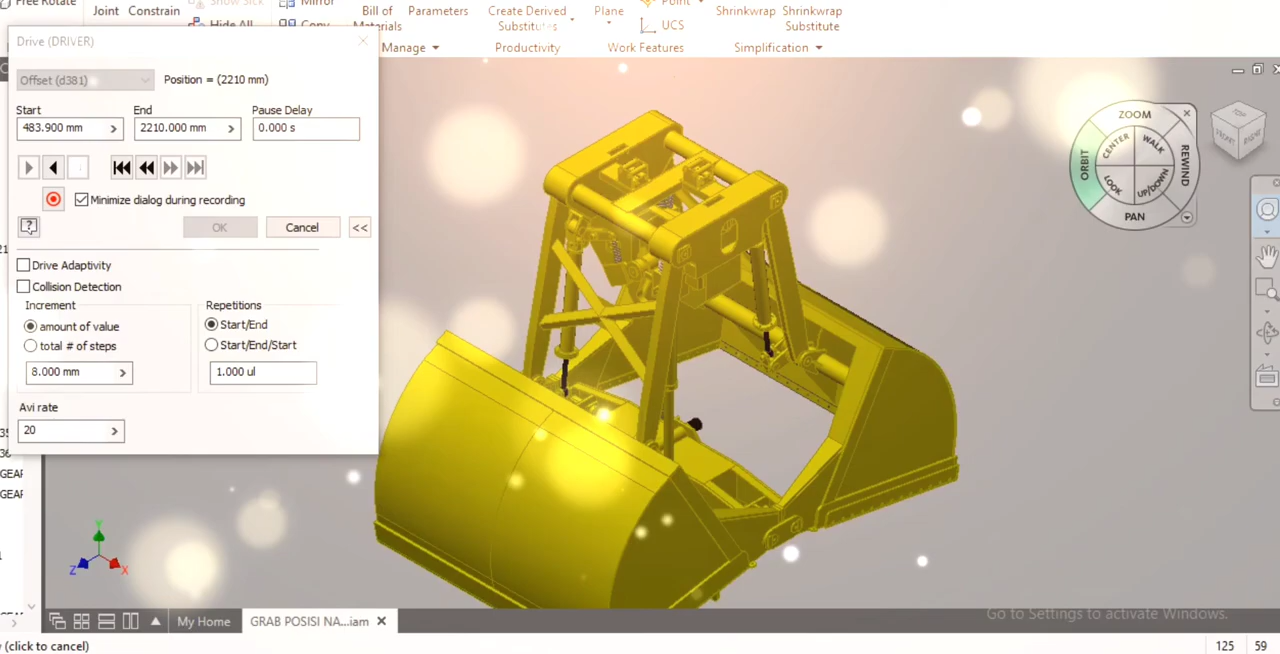 Free Rotate
Joint Constrain
Show Sick
Hide All
Mirror
Copy
Bill of
Materials
Parameters
Create Derived
Substitutes
Plane
Point
UCS
Shrinkwrap
Shrinkwrap
Substitute
Manage
Productivity
Work Features
Simplification
Drive (DRIVER)
Offset (d381)
Position = (2210 mm)
Start
End
Pause Delay
483.900 mm
2210.000 mm
0.000 s
Minimize dialog during recording
OK
Cancel
<<
Drive Adaptivity
Collision Detection
Increment
Repetitions
amount of value
Start/End
total # of steps
Start/End/Start
8.000 mm
1.000 ul
Avi rate
20
GEAR
GEAR
ZOOM
CENTER
WALK
ORBIT
REWIND
LOOK
UP/DOWN
PAN
TOP
FRONT
RIGHT
Y
Z
X
My Home
GRAB POSISI NA....iam
Go to Settings to activate Windows.
(click to cancel)
125
59